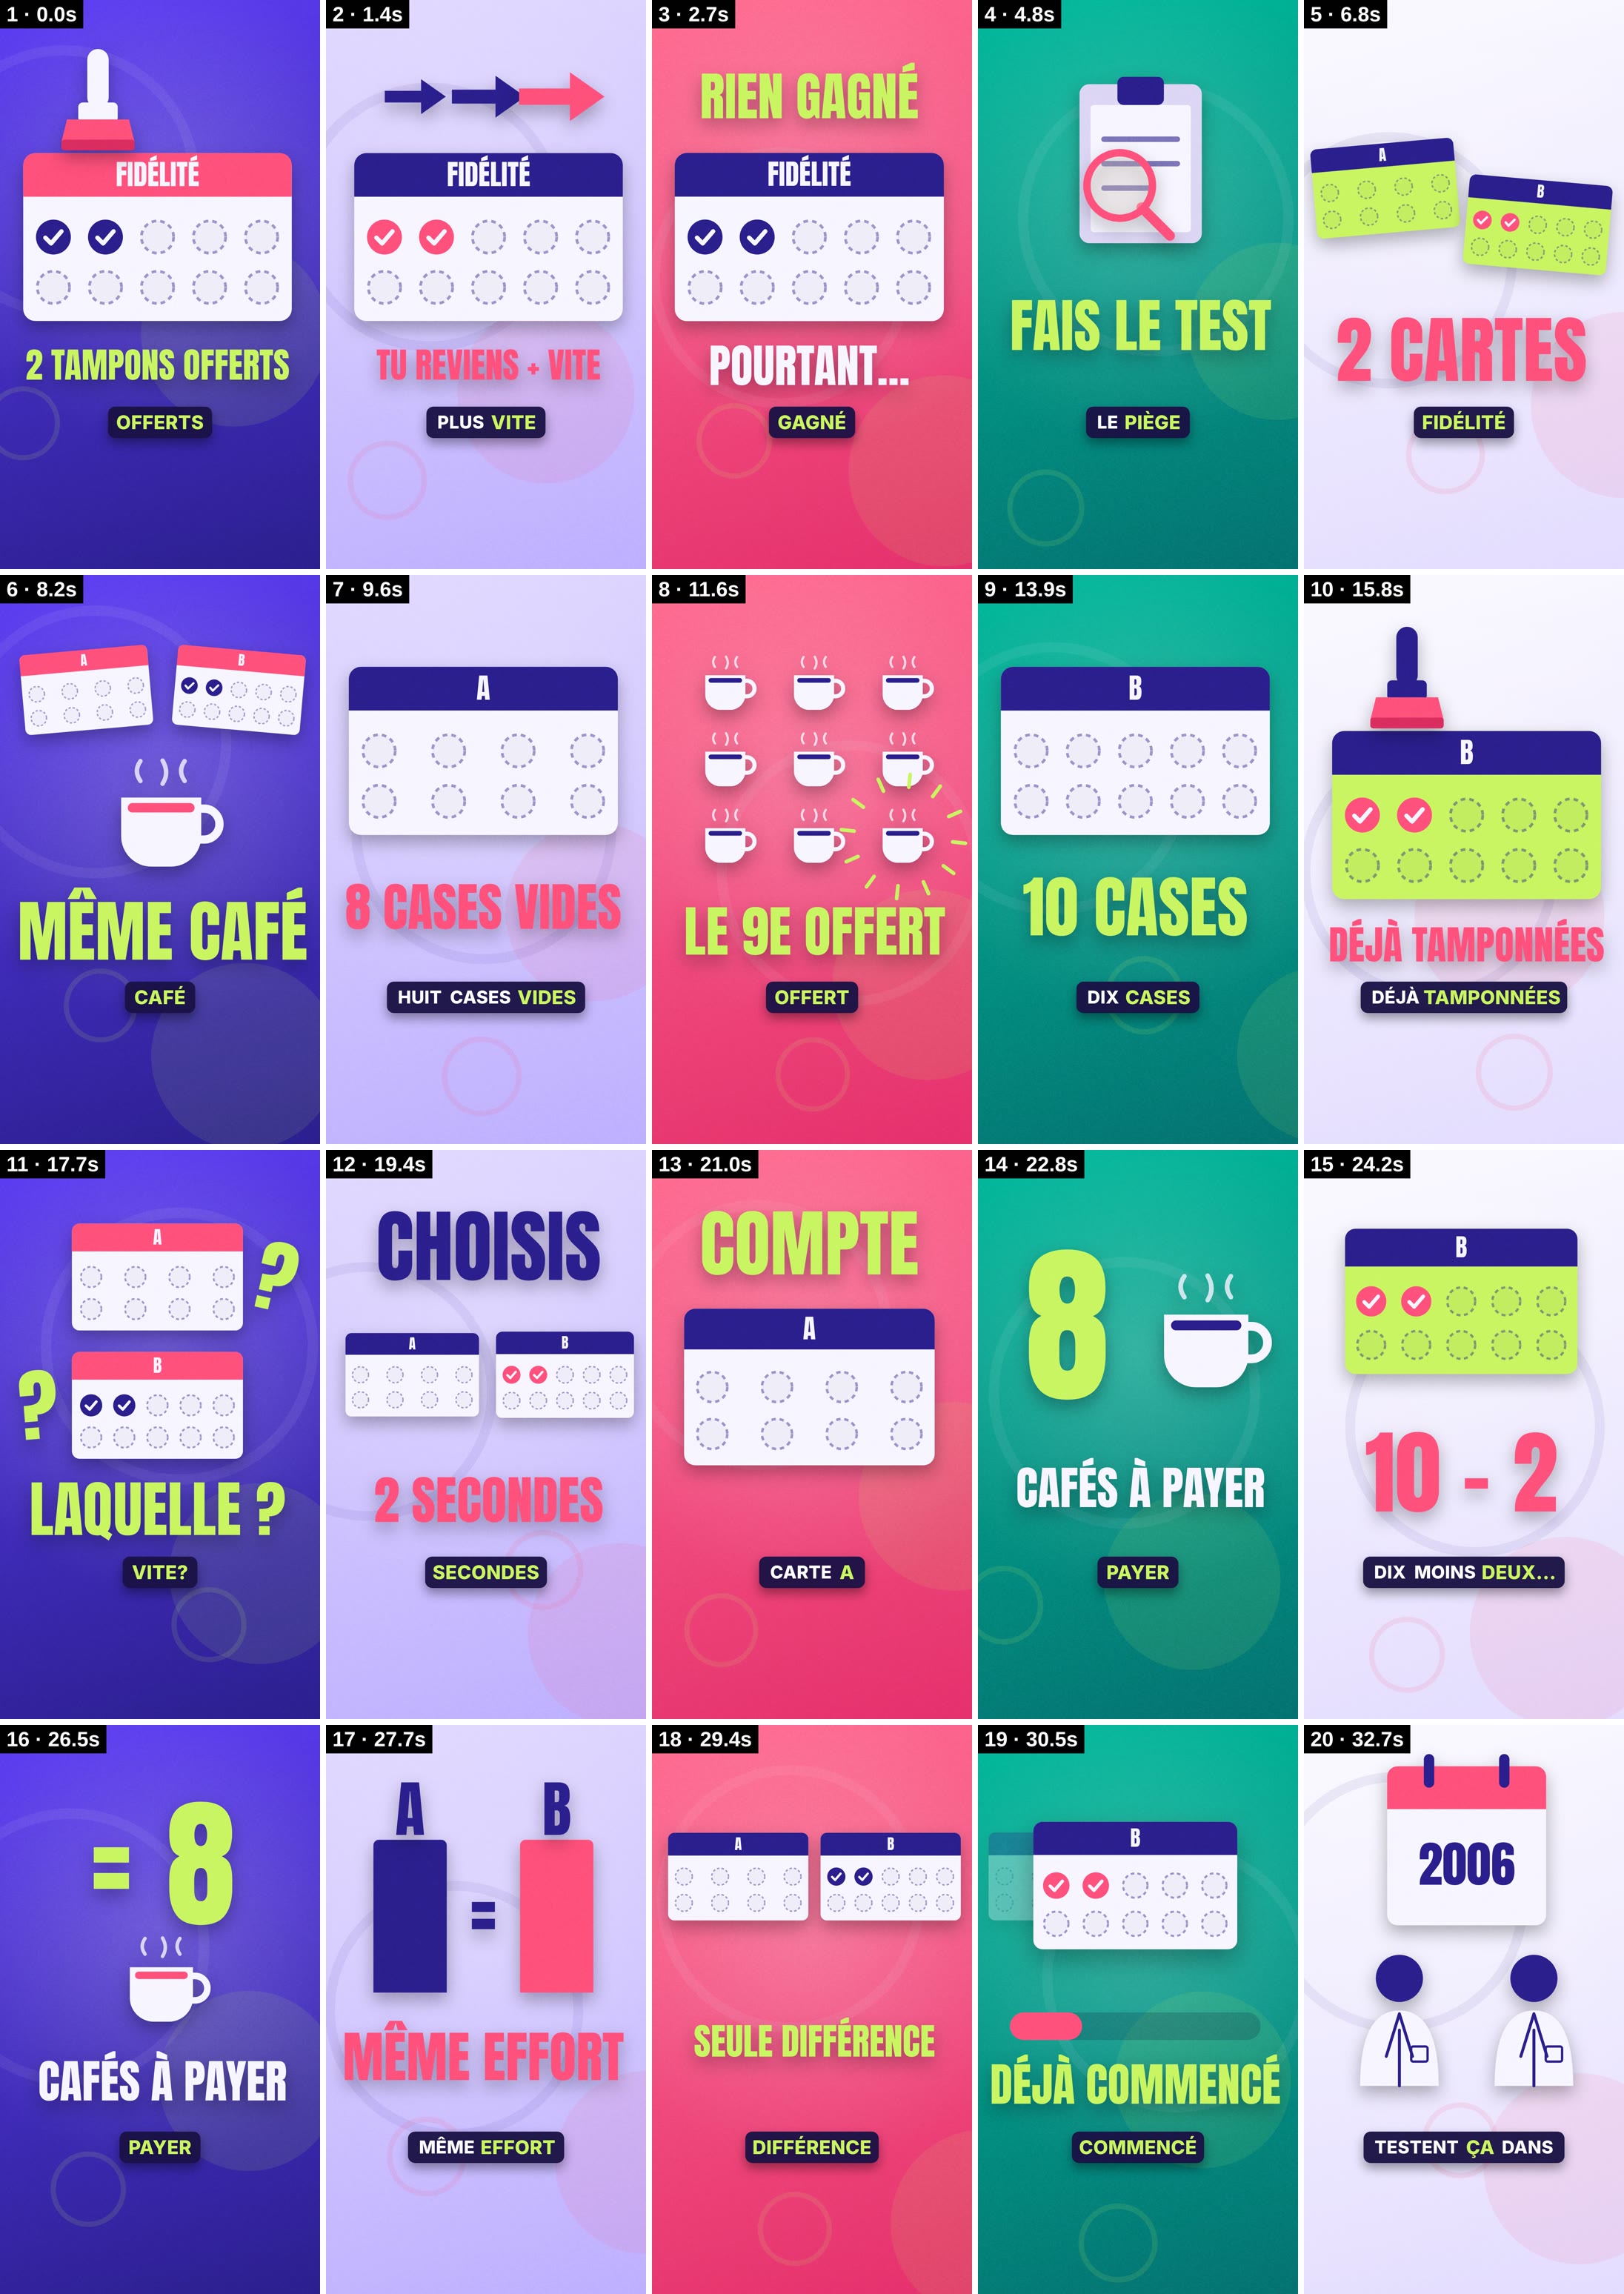 1 · 0.0s
FIDÉLITÉ
2 TAMPONS OFFERTS
OFFERTS
2 · 1.4s
FIDÉLITÉ
TU REVIENS + VITE
PLUS VITE
3 · 2.7s
RIEN GAGNÉ
FIDÉLITÉ
POURTANT...
GAGNÉ
4 · 4.8s
FAIS LE TEST
LE PIÈGE
5 · 6.8s
A
B
2 CARTES
FIDÉLITÉ
6 · 8.2s
A
B
MÊME CAFÉ
CAFÉ
7 · 9.6s
A
8 CASES VIDES
HUIT CASES VIDES
8 · 11.6s
LE 9E OFFERT
OFFERT
9 · 13.9s
B
10 CASES
DIX CASES
10 · 15.8s
B
DÉJÀ TAMPONNÉES
DÉJÀ TAMPONNÉES
11 · 17.7s
A
?
B
?
LAQUELLE ?
VITE?
12 · 19.4s
CHOISIS
A
B
2 SECONDES
SECONDES
13 · 21.0s
COMPTE
A
CARTE A
14 · 22.8s
8
CAFÉS À PAYER
PAYER
15 · 24.2s
B
10 - 2
DIX MOINS DEUX...
16 · 26.5s
= 8
CAFÉS À PAYER
PAYER
17 · 27.7s
A
B
=
MÊME EFFORT
MÊME EFFORT
18 · 29.4s
A
B
SEULE DIFFÉRENCE
DIFFÉRENCE
19 · 30.5s
B
DÉJÀ COMMENCÉ
COMMENCÉ
20 · 32.7s
2006
TESTENT ÇA DANS